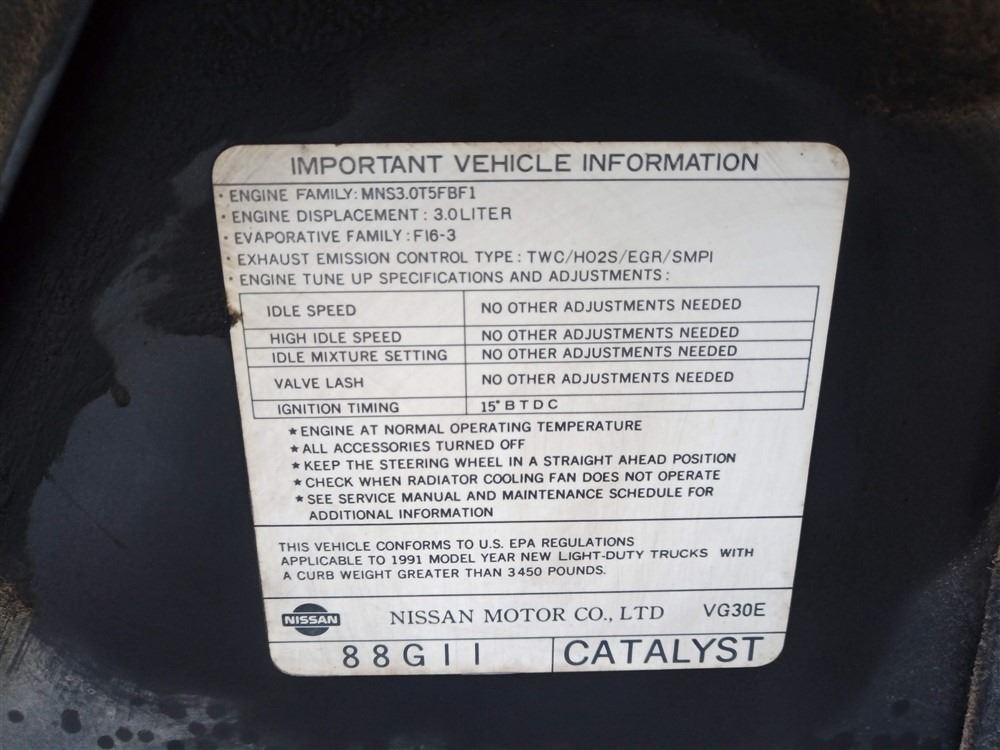 IMPORTANT VEHICLE INFORMATION
· ENGINE FAMILY: MNS3.0T5FBF1
· ENGINE DISPLACEMENT : 3.0LITER
· EVAPORATIVE FAMILY : F16-3
· EXHAUST EMISSION CONTROL TYPE : TWC/HO2S/EGR/SMPI
· ENGINE TUNE UP SPECIFICATIONS AND ADJUSTMENTS :
IDLE SPEED NO OTHER ADJUSTMENTS NEEDED
HIGH IDLE SPEED NO OTHER ADJUSTMENTS NEEDED
IDLE MIXTURE SETTING NO OTHER ADJUSTMENTS NEEDED
VALVE LASH NO OTHER ADJUSTMENTS NEEDED
IGNITION TIMING 15° BTDC
★ENGINE AT NORMAL OPERATING TEMPERATURE
★ALL ACCESSORIES TURNED OFF
★KEEP THE STEERING WHEEL IN A STRAIGHT AHEAD POSITION
★CHECK WHEN RADIATOR COOLING FAN DOES NOT OPERATE
★SEE SERVICE MANUAL AND MAINTENANCE SCHEDULE FOR
ADDITIONAL INFORMATION
THIS VEHICLE CONFORMS TO U.S. EPA REGULATIONS
APPLICABLE TO 1991 MODEL YEAR NEW LIGHT-DUTY TRUCKS WITH
A CURB WEIGHT GREATER THAN 3450 POUNDS.
NISSAN NISSAN MOTOR CO., LTD VG30E
88G11 CATALYST